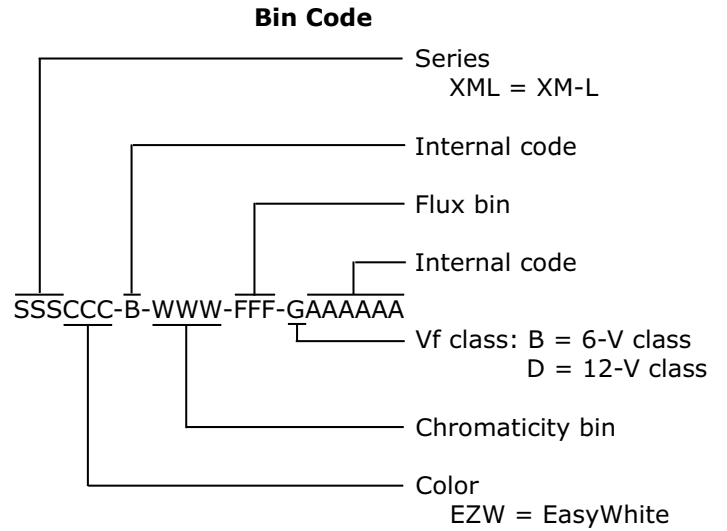 Bin Code
Series
XML = XM-L
Internal code
Flux bin
Internal code
SSSCCC-B-WWW-FFF-GAAAAAA
Vf class: B = 6-V class
D = 12-V class
Chromaticity bin
Color
EZW = EasyWhite